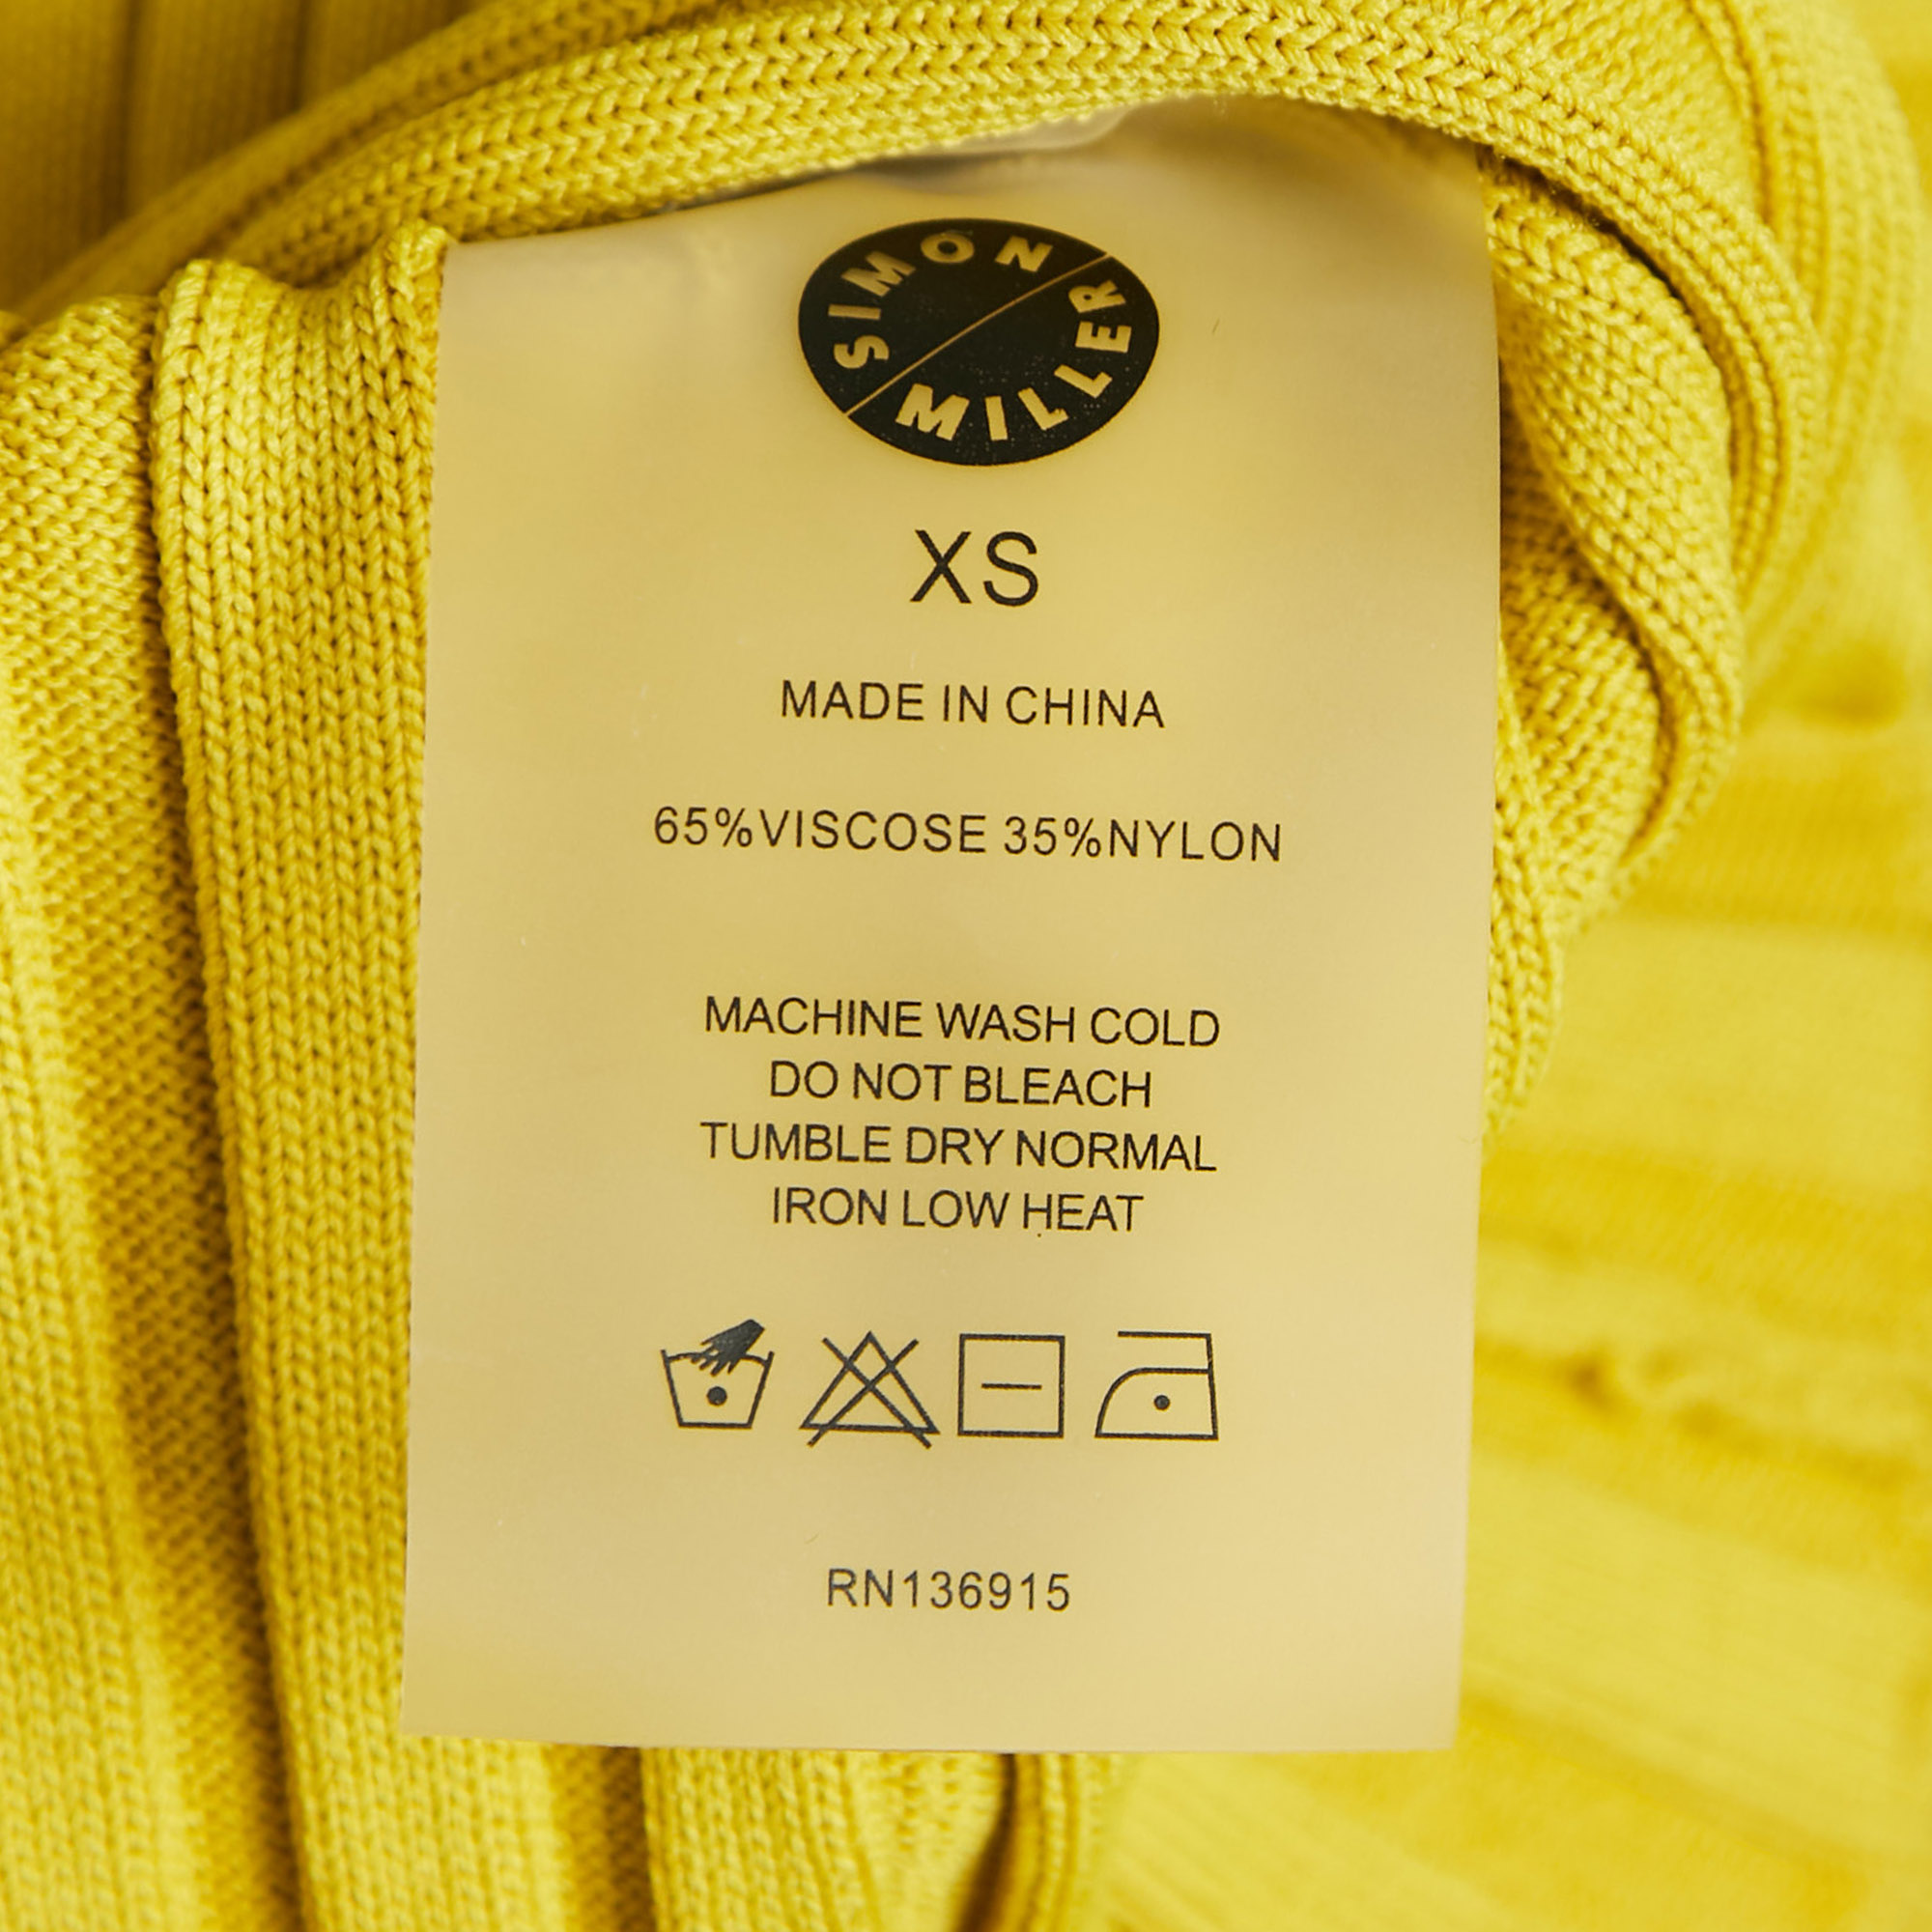 SIMON
MILLER
XS
MADE IN CHINA
65%VISCOSE 35%NYLON
MACHINE WASH COLD
DO NOT BLEACH
TUMBLE DRY NORMAL
IRON LOW HEAT
RN136915